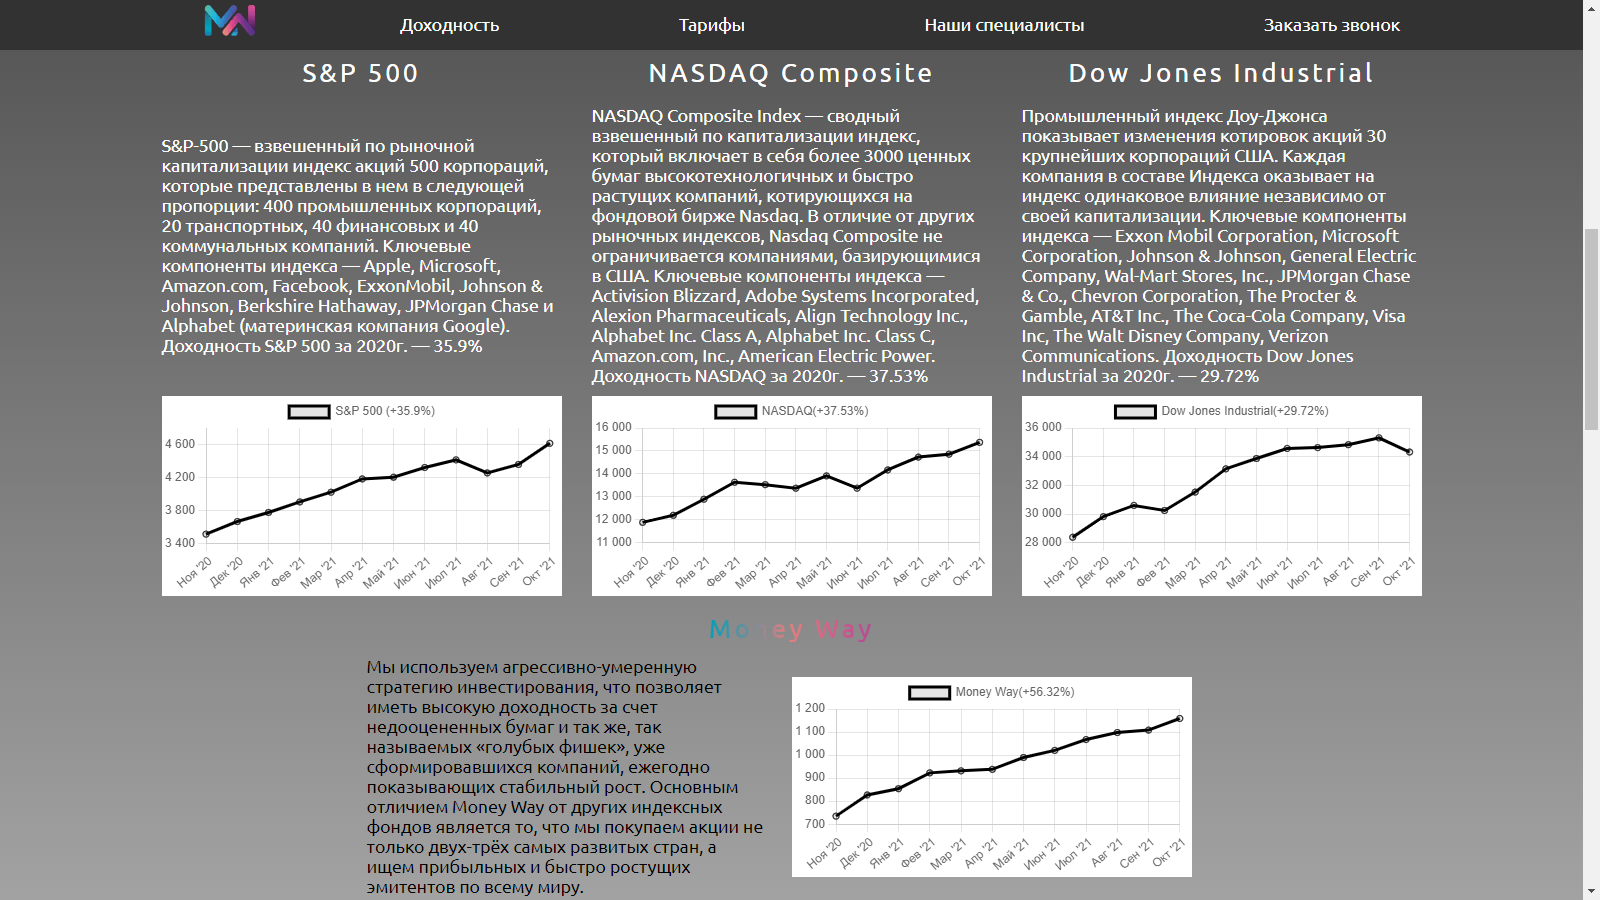 Доходность
Тарифы
Наши специалисты
Заказать звонок
S&P 500
S&P-500 — взвешенный по рыночной
капитализации индекс акций 500 корпораций,
которые представлены в нем в следующей
пропорции: 400 промышленных корпораций,
20 транспортных, 40 финансовых и 40
коммунальных компаний. Ключевые
компоненты индекса — Apple, Microsoft,
Amazon.com, Facebook, ExxonMobil, Johnson &
Johnson, Berkshire Hathaway, JPMorgan Chase и
Alphabet (материнская компания Google).
Доходность S&P 500 за 2020г. — 35.9%
S&P 500 (+35.9%)
4 600
4 200
3 800
3 400
Ноя '20
Дек '20
Янв '21
Фев '21
Мар '21
Апр '21
Май '21
Июн '21
Июл '21
Авг '21
Сен '21
Окт '21
NASDAQ Composite
NASDAQ Composite Index — сводный
взвешенный по капитализации индекс,
который включает в себя более 3000 ценных
бумаг высокотехнологичных и быстро
растущих компаний, котирующихся на
фондовой бирже Nasdaq. В отличие от других
рыночных индексов, Nasdaq Composite не
ограничивается компаниями, базирующимися
в США. Ключевые компоненты индекса —
Activision Blizzard, Adobe Systems Incorporated,
Alexion Pharmaceuticals, Align Technology Inc.,
Alphabet Inc. Class A, Alphabet Inc. Class C,
Amazon.com, Inc., American Electric Power.
Доходность NASDAQ за 2020г. — 37.53%
NASDAQ(+37.53%)
16 000
15 000
14 000
13 000
12 000
11 000
Ноя '20
Дек '20
Янв '21
Фев '21
Мар '21
Апр '21
Май '21
Июн '21
Июл '21
Авг '21
Сен '21
Окт '21
Dow Jones Industrial
Промышленный индекс Доу-Джонса
показывает изменения котировок акций 30
крупнейших корпораций США. Каждая
компания в составе Индекса оказывает на
индекс одинаковое влияние независимо от
своей капитализации. Ключевые компоненты
индекса — Exxon Mobil Corporation, Microsoft
Corporation, Johnson & Johnson, General Electric
Company, Wal-Mart Stores, Inc., JPMorgan Chase
& Co., Chevron Corporation, The Procter &
Gamble, AT&T Inc., The Coca-Cola Company, Visa
Inc, The Walt Disney Company, Verizon
Communications. Доходность Dow Jones
Industrial за 2020г. — 29.72%
Dow Jones Industrial(+29.72%)
36 000
34 000
32 000
30 000
28 000
Ноя '20
Дек '20
Янв '21
Фев '21
Мар '21
Апр '21
Май '21
Июн '21
Июл '21
Авг '21
Сен '21
Окт '21
Money Way
Мы используем агрессивно-умеренную
стратегию инвестирования, что позволяет
иметь высокую доходность за счет
недооцененных бумаг и так же, так
называемых «голубых фишек», уже
сформировавшихся компаний, ежегодно
показывающих стабильный рост. Основным
отличием Money Way от других индексных
фондов является то, что мы покупаем акции не
только двух-трёх самых развитых стран, а
ищем прибыльных и быстро ростущих
эмитентов по всему миру.
Money Way(+56.32%)
1 200
1 100
1 000
900
800
700
Ноя '20
Дек '20
Янв '21
Фев '21
Мар '21
Апр '21
Май '21
Июн '21
Июл '21
Авг '21
Сен '21
Окт '21